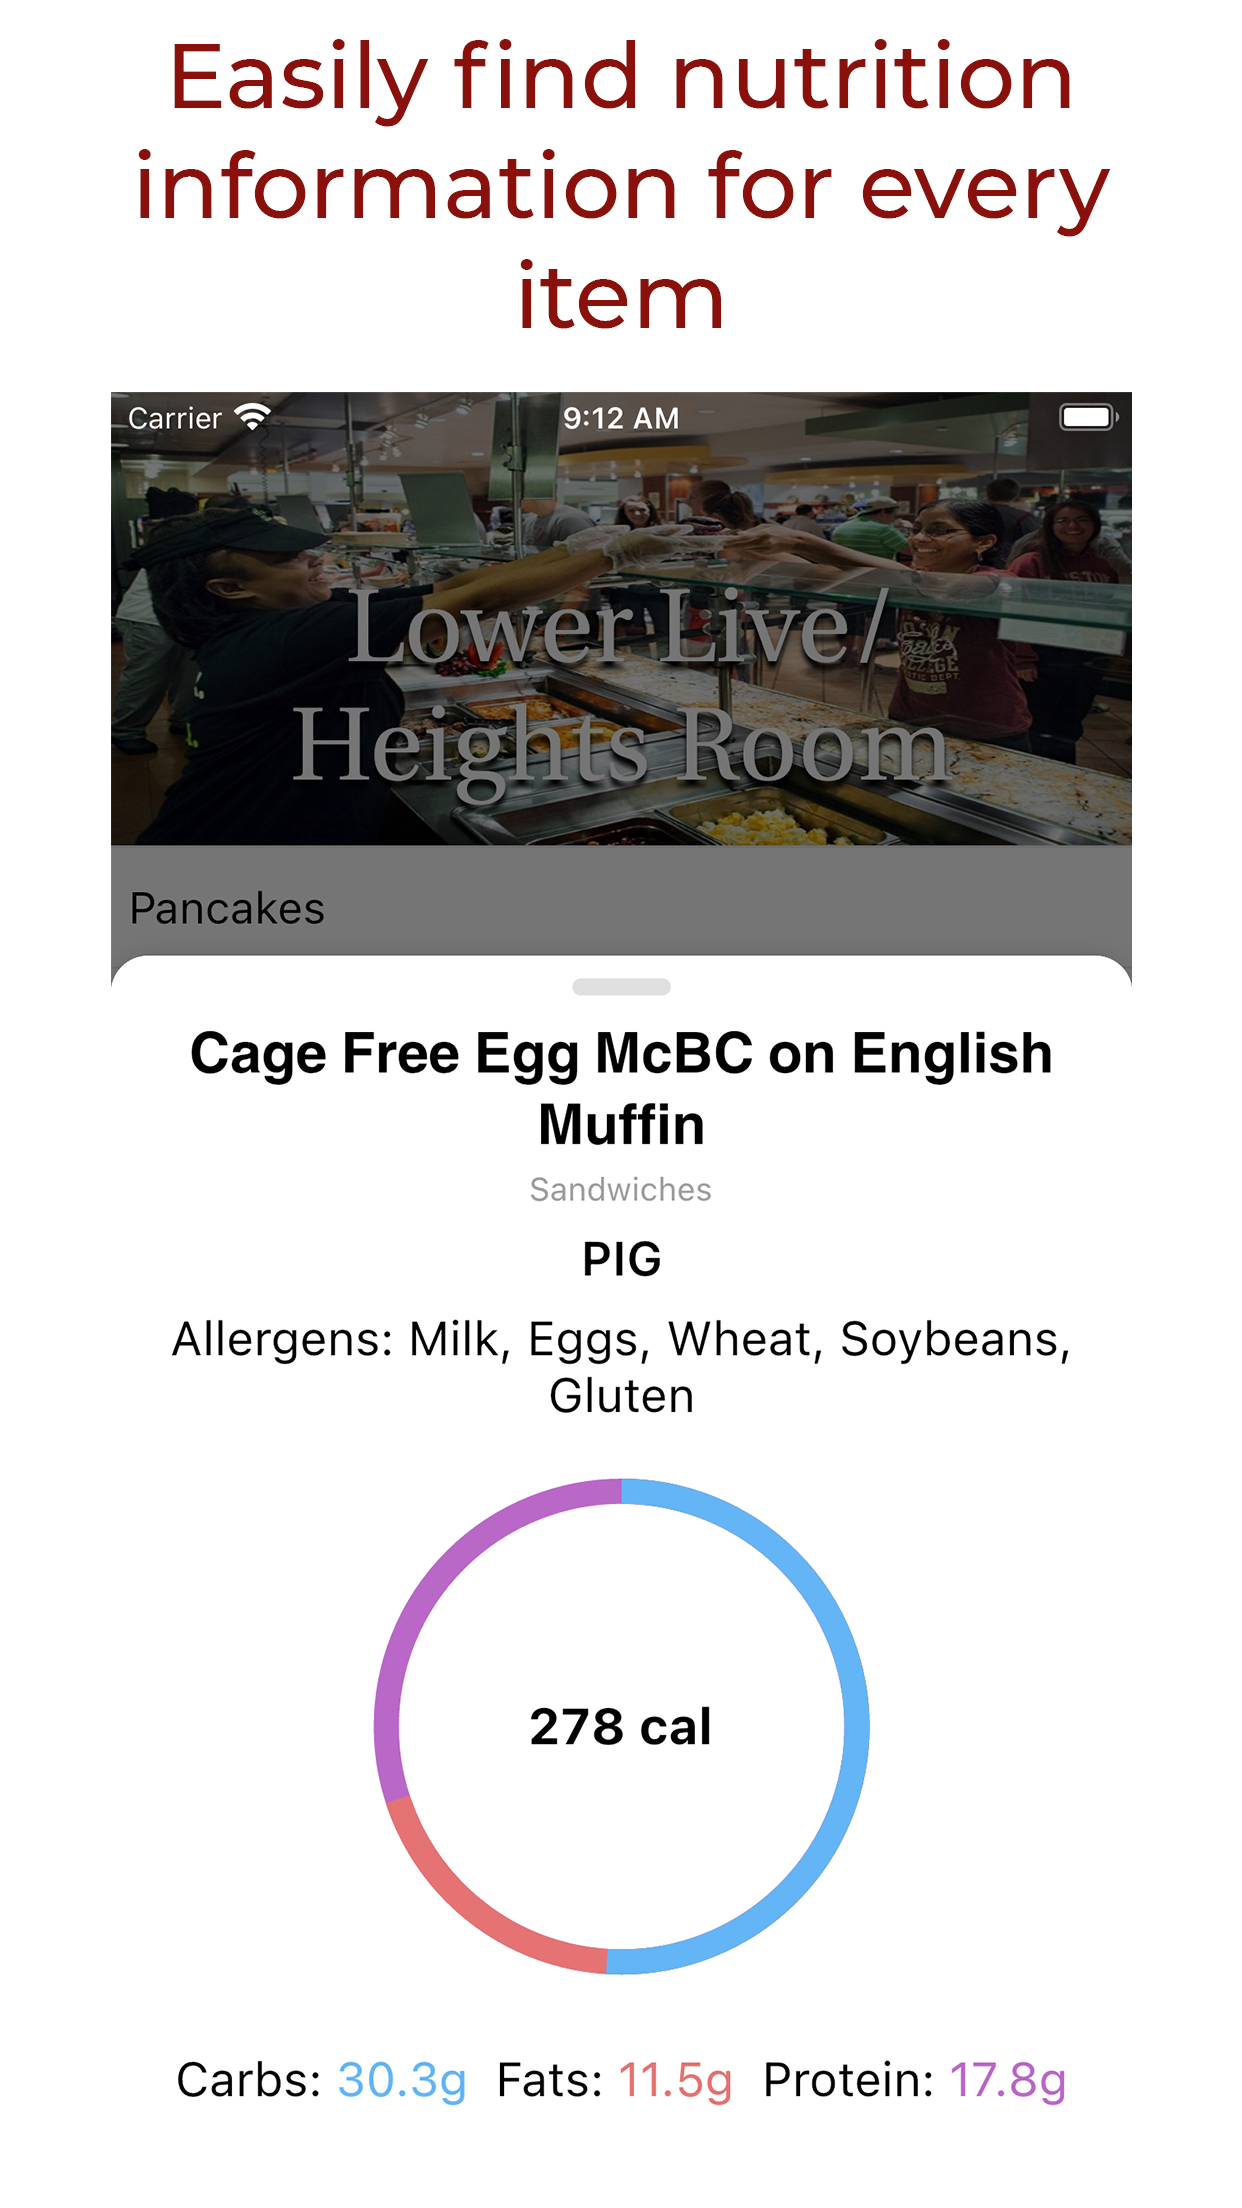 Easily find nutrition
information for every
item
Carrier
9:12 AM
Lower Live/
Heights Room
Pancakes
Cage Free Egg McBC on English
Muffin
Sandwiches
PIG
Allergens: Milk, Eggs, Wheat, Soybeans,
Gluten
278 cal
Carbs: 30.3g Fats: 11.5g Protein: 17.8g